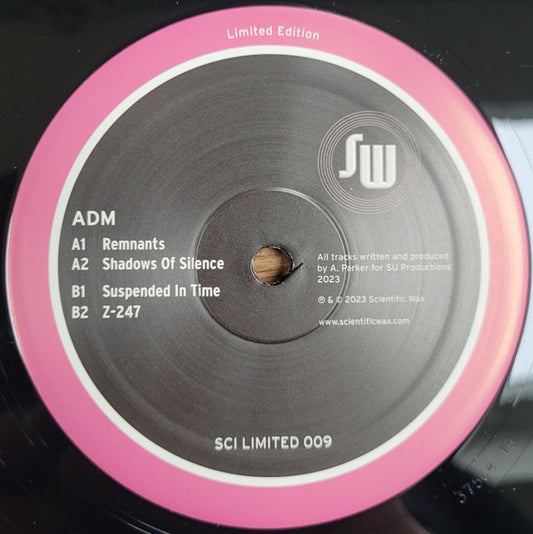 Limited Edition
SW
ADM
A1 Remnants
A2 Shadows Of Silence
B1 Suspended In Time
B2 Z-247
All tracks written and produced
by A. Parker for SU Productions
2023
℗ & © 2023 Scientific Wax
www.scientificwax.com
SCI LIMITED 009